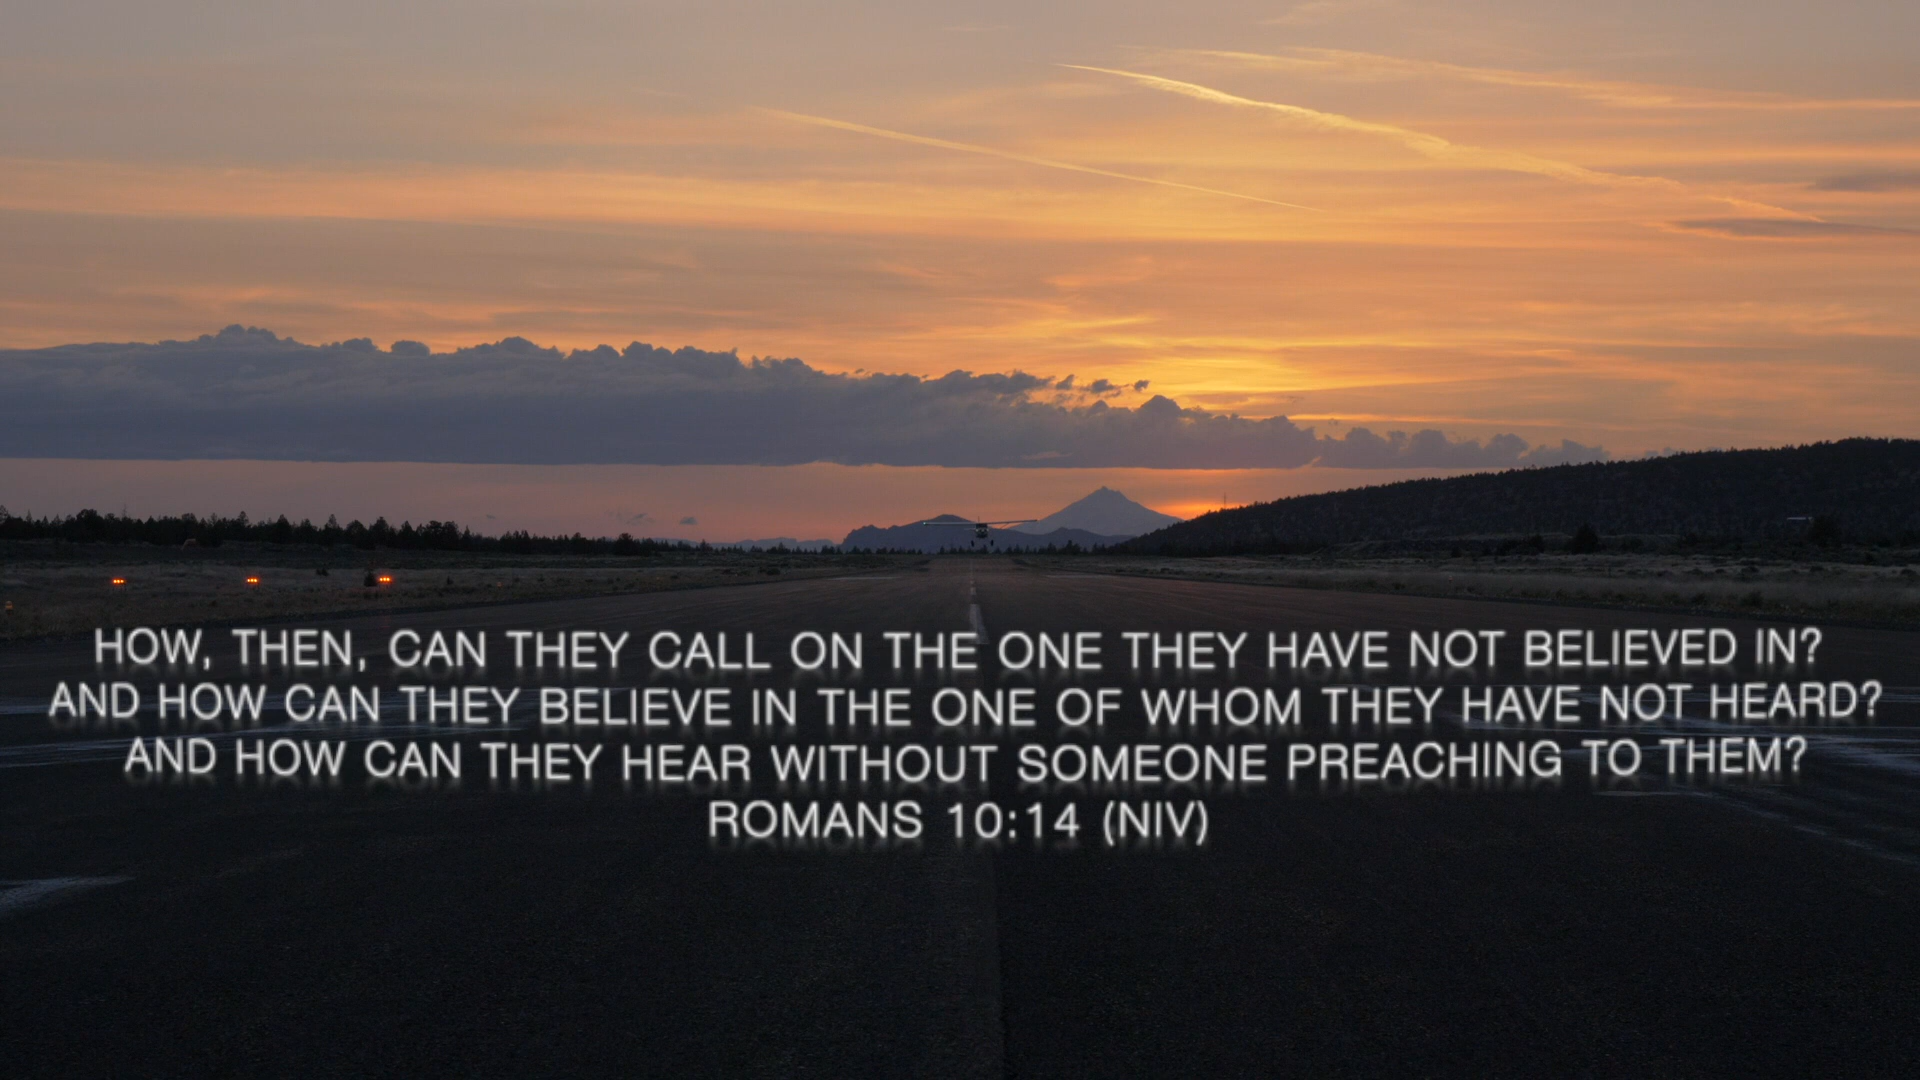 HOW, THEN, CAN THEY CALL ON THE ONE THEY HAVE NOT BELIEVED IN?
AND HOW CAN THEY BELIEVE IN THE ONE OF WHOM THEY HAVE NOT HEARD?
AND HOW CAN THEY HEAR WITHOUT SOMEONE PREACHING TO THEM?
ROMANS 10:14 (NIV)